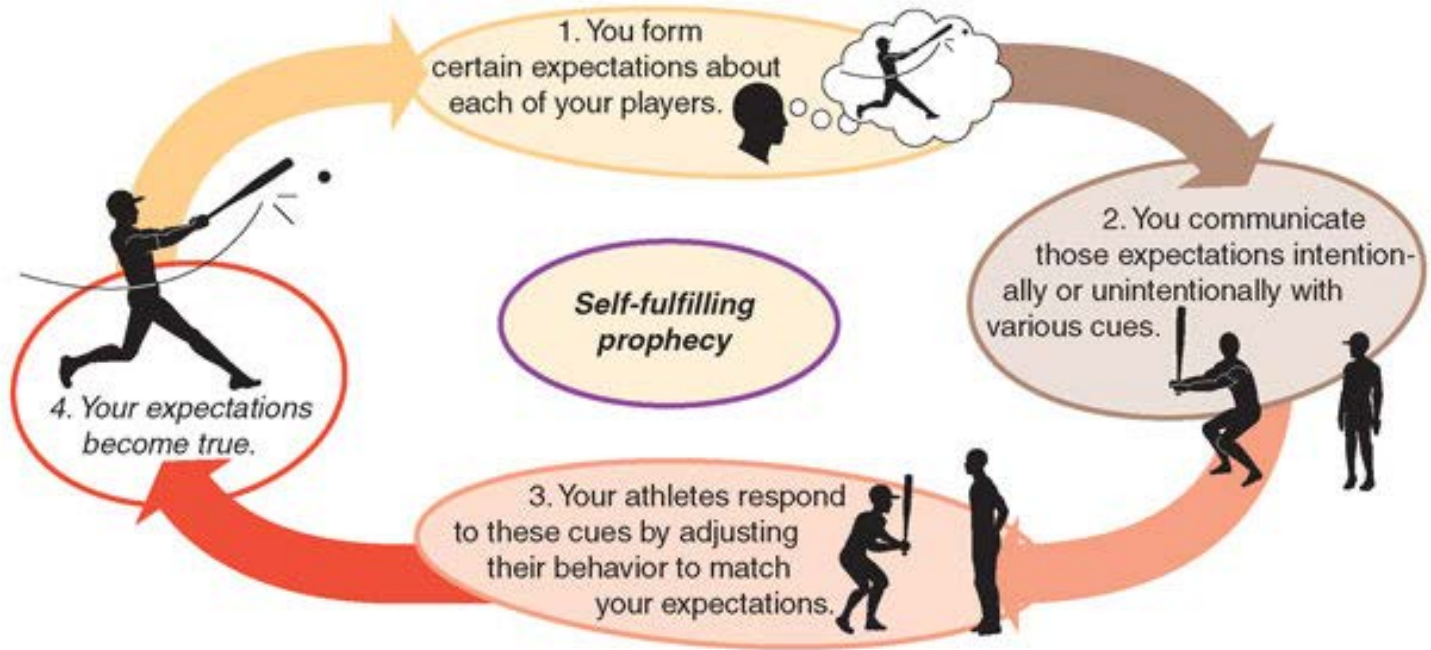 1. You form
certain expectations about
each of your players.
2. You communicate
those expectations intention-
ally or unintentionally with
various cues.
Self-fulfilling
prophecy
3. Your athletes respond
to these cues by adjusting
their behavior to match
your expectations.
4. Your expectations
become true.